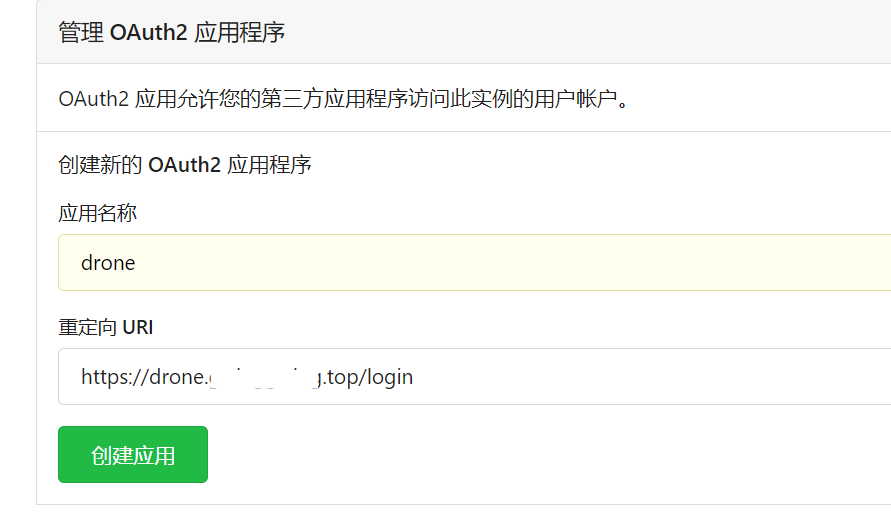 管理 OAuth2 应用程序
OAuth2 应用允许您的第三方应用程序访问此实例的用户帐户。
创建新的 OAuth2 应用程序
应用名称
drone
重定向 URI
https://drone. .top/login
创建应用